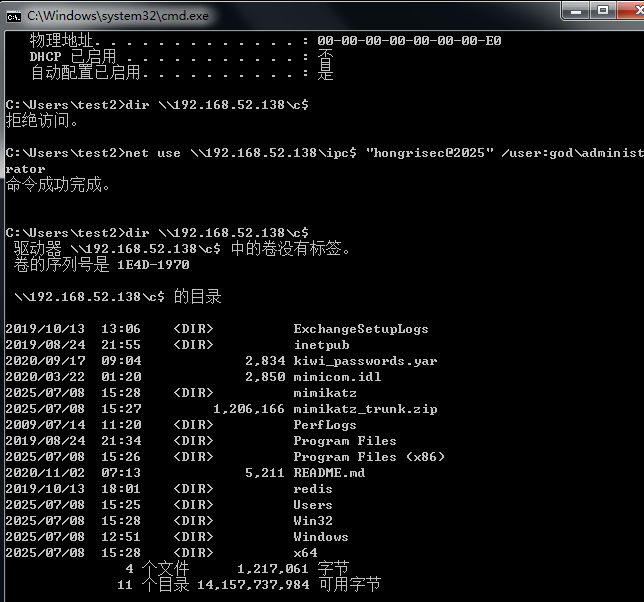 C:\Windows\system32\cmd.exe
物理地址. . . . . . . . . . . . . : 00-00-00-00-00-00-00-E0
DHCP 已启用 . . . . . . . . . . . : 否
自动配置已启用. . . . . . . . . . : 是
C:\Users\test2>dir \\192.168.52.138\c$
拒绝访问。
C:\Users\test2>net use \\192.168.52.138\ipc$ "hongrisec@2025" /user:god\administ
rator
命令成功完成。
C:\Users\test2>dir \\192.168.52.138\c$
驱动器 \\192.168.52.138\c$ 中的卷没有标签。
卷的序列号是 1E4D-1970
\\192.168.52.138\c$ 的目录
2019/10/13  13:06    <DIR>          ExchangeSetupLogs
2019/08/24  21:55    <DIR>          inetpub
2020/09/17  09:04             2,834 kiwi_passwords.yar
2020/03/22  01:20             2,850 mimicom.idl
2025/07/08  15:28    <DIR>          mimikatz
2025/07/08  15:27         1,206,166 mimikatz_trunk.zip
2009/07/14  11:20    <DIR>          PerfLogs
2019/08/24  21:34    <DIR>          Program Files
2025/07/08  15:26    <DIR>          Program Files (x86)
2020/11/02  07:13             5,211 README.md
2019/10/13  18:01    <DIR>          redis
2025/07/08  15:25    <DIR>          Users
2025/07/08  15:28    <DIR>          Win32
2025/07/08  12:51    <DIR>          Windows
2025/07/08  15:28    <DIR>          x64
4 个文件      1,217,061 字节
11 个目录 14,157,737,984 可用字节